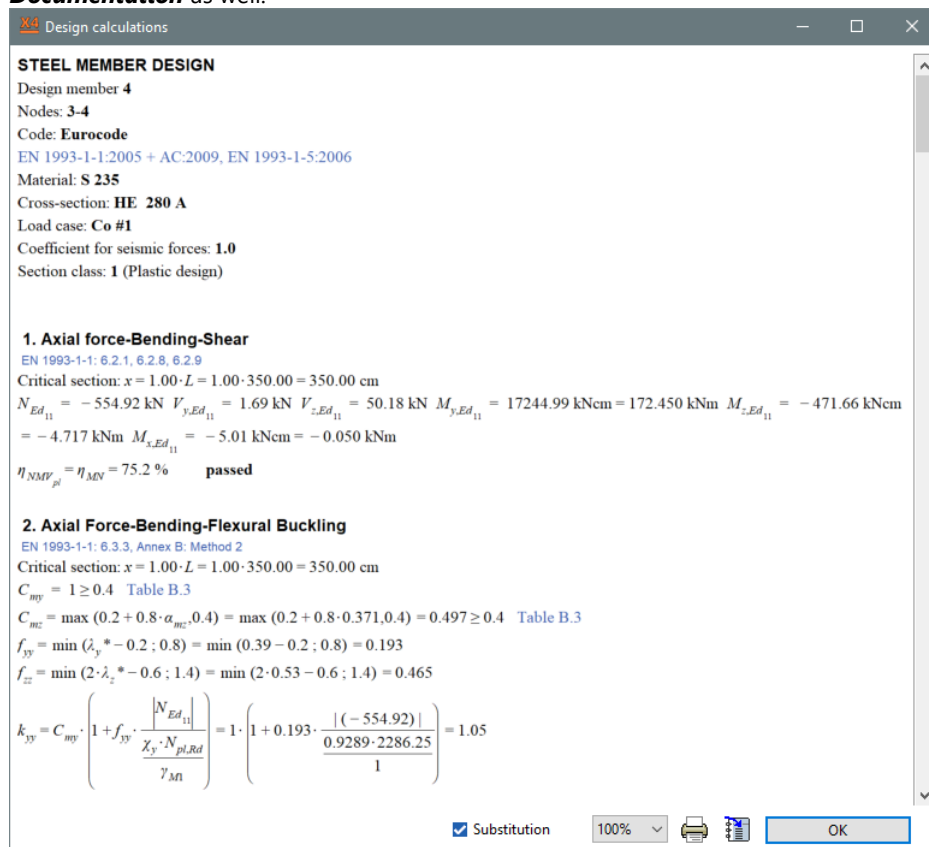 Documentation as well.
X4 Design calculations
STEEL MEMBER DESIGN
Design member 4
Nodes: 3-4
Code: Eurocode
EN 1993-1-1:2005 + AC:2009, EN 1993-1-5:2006
Material: S 235
Cross-section: HE 280 A
Load case: Co #1
Coefficient for seismic forces: 1.0
Section class: 1 (Plastic design)
1. Axial force-Bending-Shear
EN 1993-1-1: 6.2.1, 6.2.8, 6.2.9
Critical section: x = 1.00·L = 1.00·350.00 = 350.00 cm
N_Ed_11 = − 554.92 kN V_y,Ed_11 = 1.69 kN V_z,Ed_11 = 50.18 kN M_y,Ed_11 = 17244.99 kNcm = 172.450 kNm M_z,Ed_11 = − 471.66 kNcm
= − 4.717 kNm M_x,Ed_11 = − 5.01 kNcm = − 0.050 kNm
η_NMV_pl = η_MN = 75.2 % passed
2. Axial Force-Bending-Flexural Buckling
EN 1993-1-1: 6.3.3, Annex B: Method 2
Critical section: x = 1.00·L = 1.00·350.00 = 350.00 cm
C_my = 1 ≥ 0.4 Table B.3
C_mz = max (0.2 + 0.8·α_mz,0.4) = max (0.2 + 0.8·0.371,0.4) = 0.497 ≥ 0.4 Table B.3
f_yy = min (λ_y* − 0.2 ; 0.8) = min (0.39 − 0.2 ; 0.8) = 0.193
f_zz = min (2·λ_z* − 0.6 ; 1.4) = min (2·0.53 − 0.6 ; 1.4) = 0.465
k_yy = C_my · (1 + f_yy · |N_Ed_11| / (χ_y · N_pl,Rd / γ_M1)) = 1 · (1 + 0.193 · |(− 554.92)| / (0.9289·2286.25 / 1)) = 1.05
Substitution 100% OK